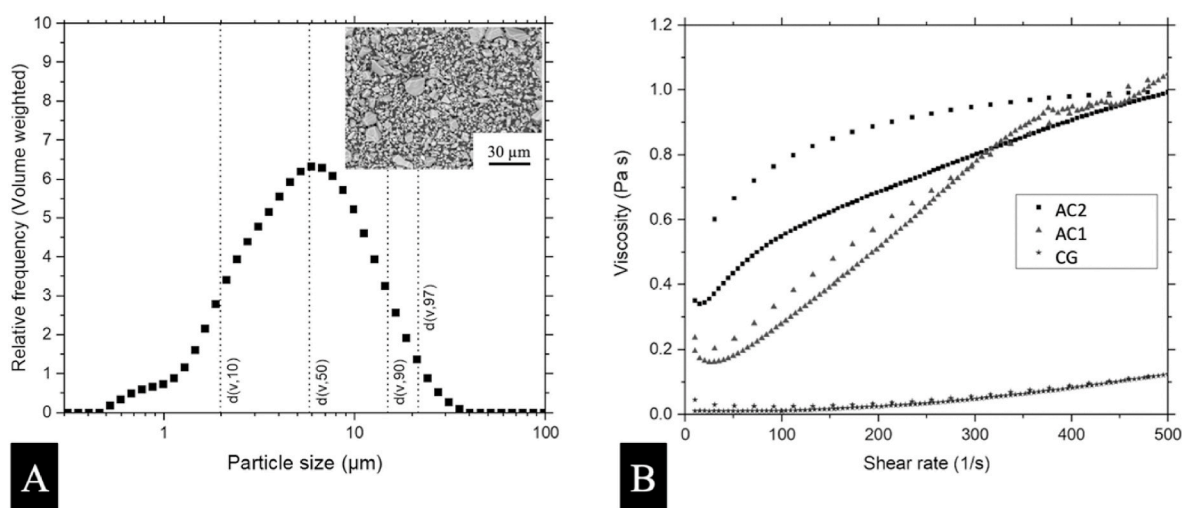 Relative frequency (Volume weighted)
10
9
8
7
6
5
4
3
2
1
0
30 µm
d(v,10)
d(v,50)
d(v,90)
d(v,97)
1 10 100
Particle size (µm)
A
Viscosity (Pa s)
1.2
1.0
0.8
0.6
0.4
0.2
0.0
AC2
AC1
CG
0 100 200 300 400 500
Shear rate (1/s)
B